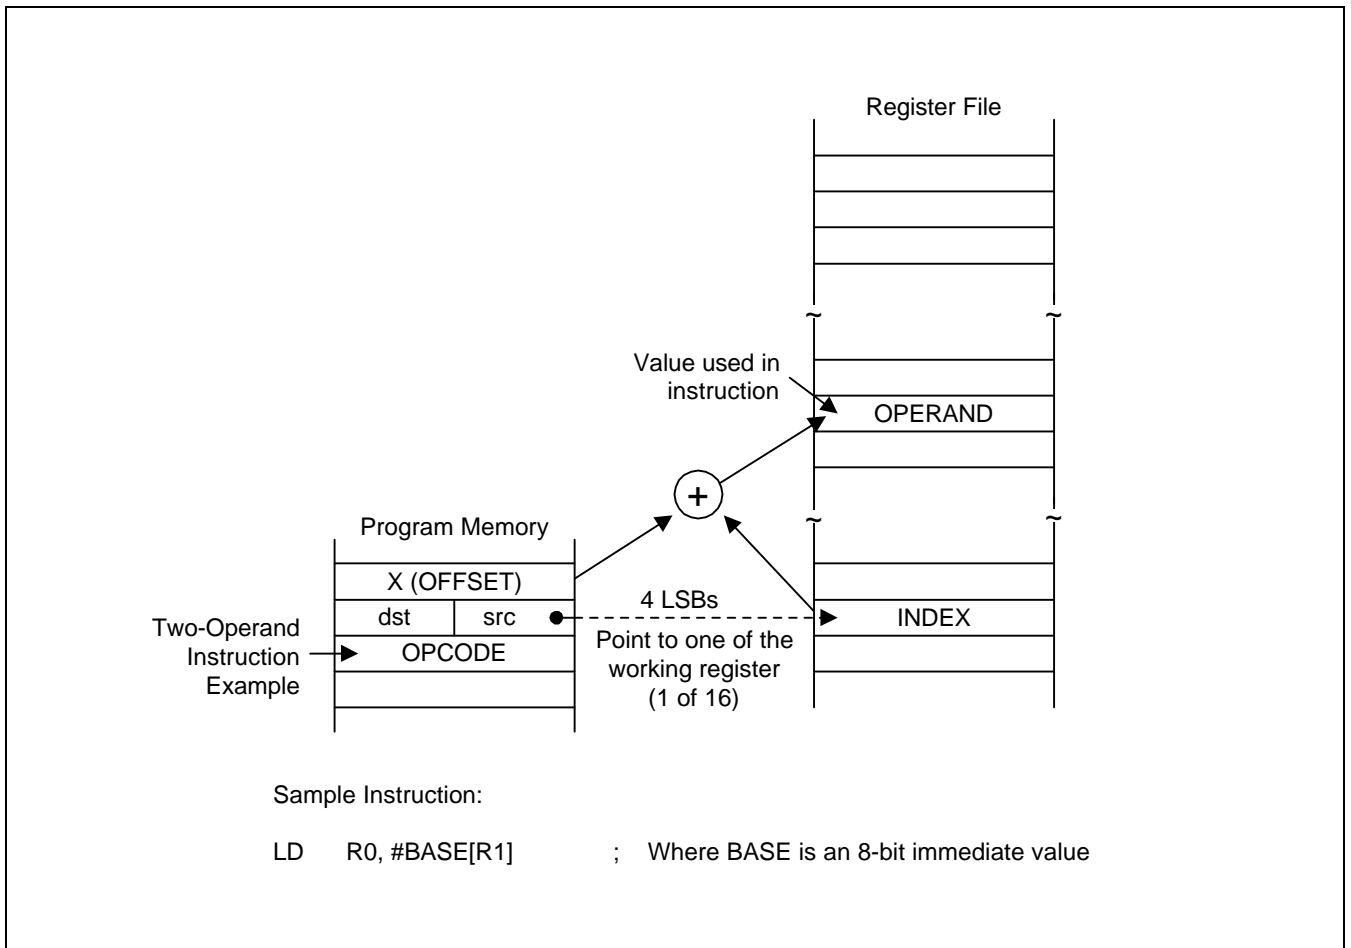 Register File
~ ~
Value used in
instruction
OPERAND
+
~ ~
Program Memory
X (OFFSET)
dst src
4 LSBs
INDEX
Two-Operand
Instruction
Example
OPCODE
Point to one of the
working register
(1 of 16)
Sample Instruction:
LD R0, #BASE[R1] ; Where BASE is an 8-bit immediate value